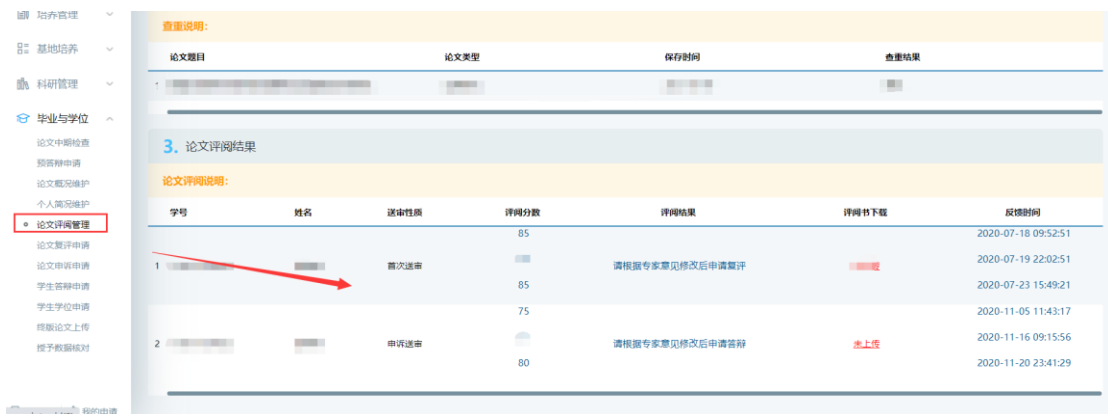 培养管理
基地培养
科研管理
毕业与学位
论文中期检查
预答辩申请
论文概况维护
个人简况维护
论文评阅管理
论文复评申请
论文申诉申请
学生答辩申请
学生学位申请
终版论文上传
授予数据核对
我的申请
查重说明:
论文题目 论文类型 保存时间 查重结果
1
3. 论文评阅结果
论文评阅说明:
学号 姓名 送审性质 评阅分数 评阅结果 评阅书下载 反馈时间
85 2020-07-18 09:52:51
1 首次送审 请根据专家意见修改后申请复评 2020-07-19 22:02:51
85 2020-07-23 15:49:21
75 2020-11-05 11:43:17
2 申诉送审 请根据专家意见修改后申请答辩 未上传 2020-11-16 09:15:56
80 2020-11-20 23:41:29